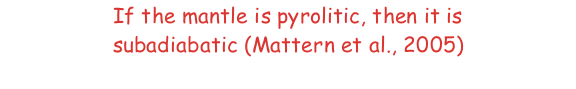 If the mantle is pyrolitic, then it is
subadiabatic (Mattern et al., 2005)